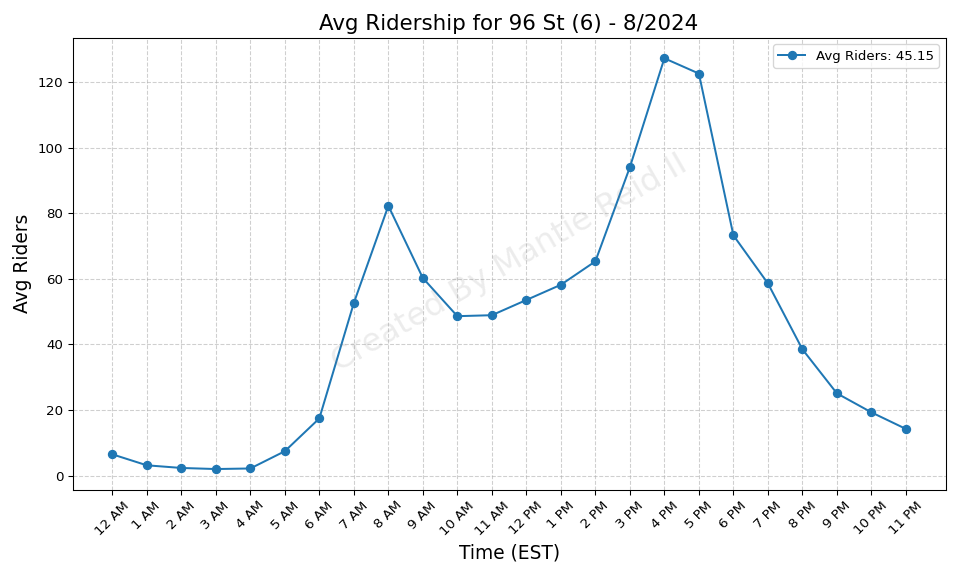 Avg Ridership for 96 St (6) - 8/2024
Avg Riders: 45.15
Avg Riders
120
100
80
60
40
20
0
Created By Mantle Reid II
12 AM
1 AM
2 AM
3 AM
4 AM
5 AM
6 AM
7 AM
8 AM
9 AM
10 AM
11 AM
12 PM
1 PM
2 PM
3 PM
4 PM
5 PM
6 PM
7 PM
8 PM
9 PM
10 PM
11 PM
Time (EST)